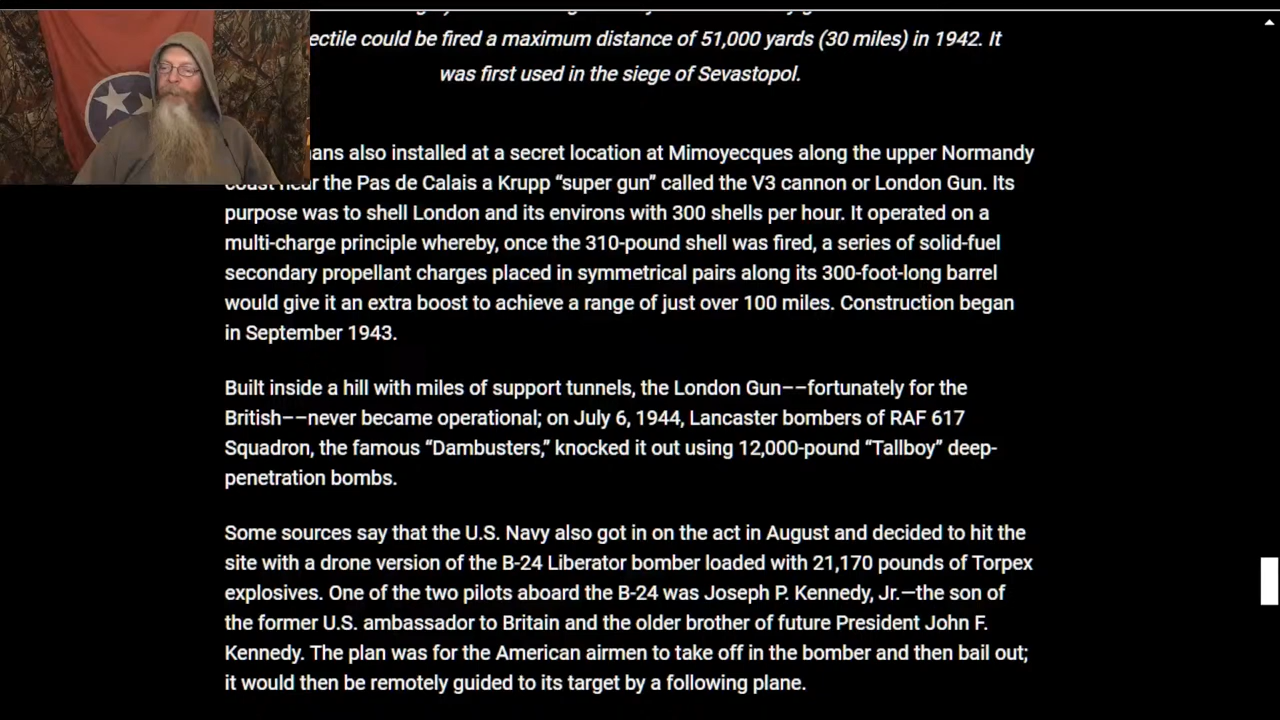 ectile could be fired a maximum distance of 51,000 yards (30 miles) in 1942. It
was first used in the siege of Sevastopol.
also installed at a secret location at Mimoyecques along the upper Normandy
the Pas de Calais a Krupp “super gun” called the V3 cannon or London Gun. Its
purpose was to shell London and its environs with 300 shells per hour. It operated on a
multi-charge principle whereby, once the 310-pound shell was fired, a series of solid-fuel
secondary propellant charges placed in symmetrical pairs along its 300-foot-long barrel
would give it an extra boost to achieve a range of just over 100 miles. Construction began
in September 1943.
Built inside a hill with miles of support tunnels, the London Gun––fortunately for the
British––never became operational; on July 6, 1944, Lancaster bombers of RAF 617
Squadron, the famous “Dambusters,” knocked it out using 12,000-pound “Tallboy” deep-
penetration bombs.
Some sources say that the U.S. Navy also got in on the act in August and decided to hit the
site with a drone version of the B-24 Liberator bomber loaded with 21,170 pounds of Torpex
explosives. One of the two pilots aboard the B-24 was Joseph P. Kennedy, Jr.—the son of
the former U.S. ambassador to Britain and the older brother of future President John F.
Kennedy. The plan was for the American airmen to take off in the bomber and then bail out;
it would then be remotely guided to its target by a following plane.